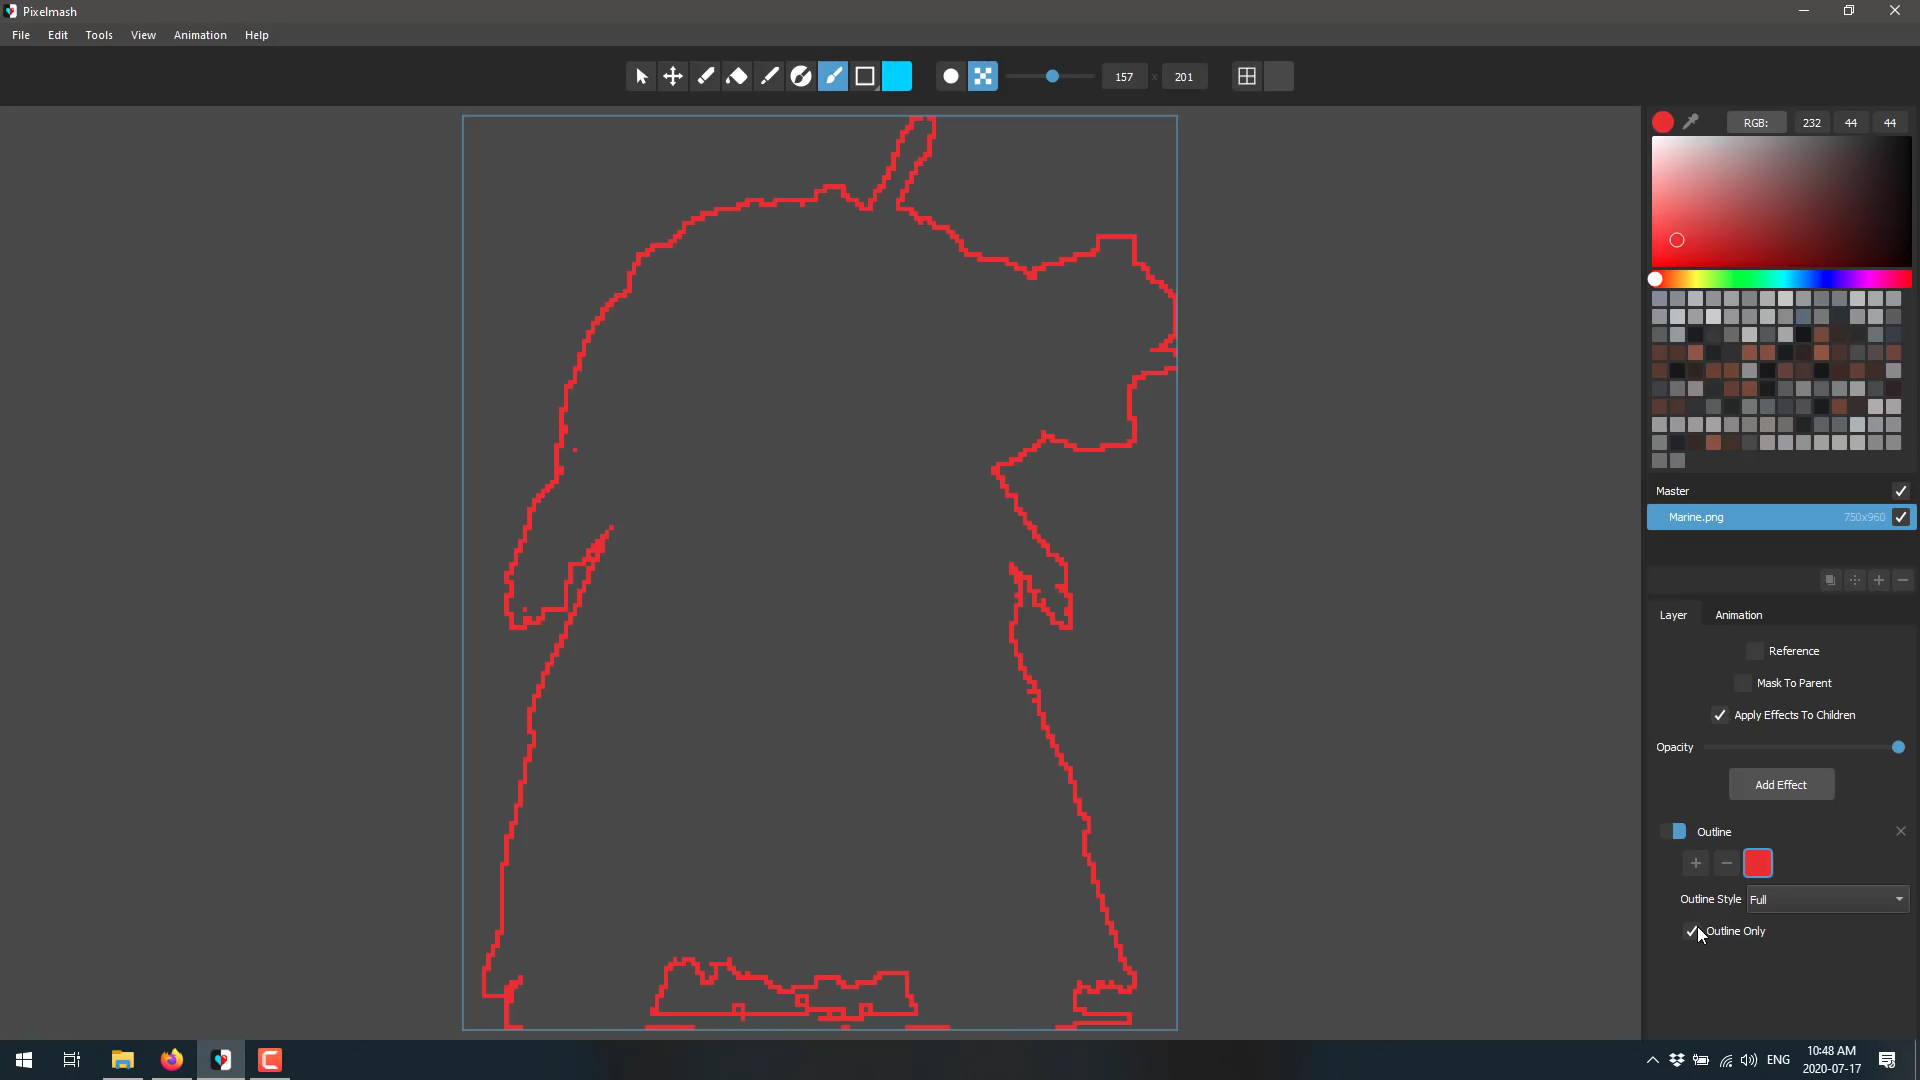 Pixelmash
File Edit Tools View Animation Help
157 x 201
RGB: 232 44 44
Master
Marine.png 750x960
Layer Animation
Reference
Mask To Parent
Apply Effects To Children
Opacity
Add Effect
Outline
Outline Style Full
Outline Only
ENG
10:48 AM
2020-07-17